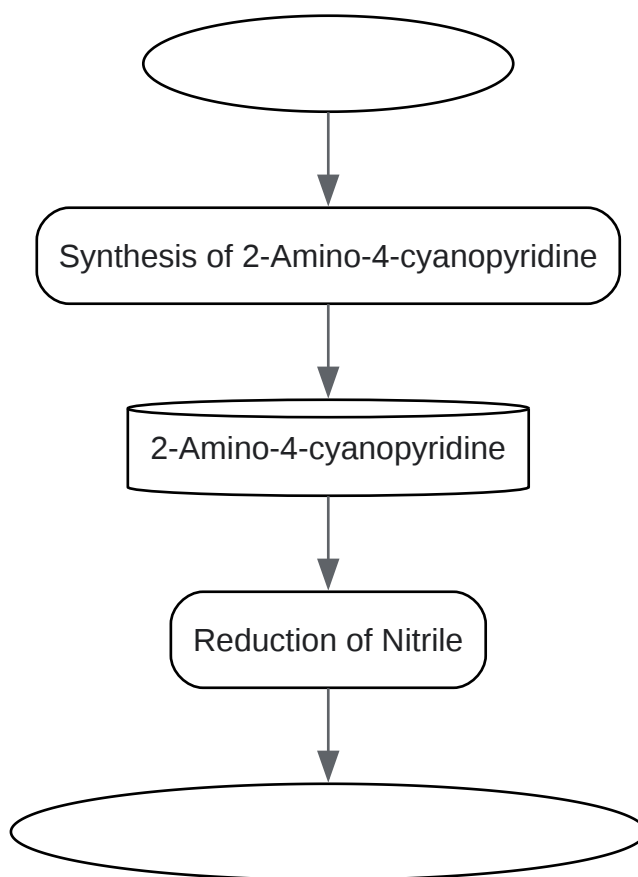 Synthesis of 2-Amino-4-cyanopyridine
2-Amino-4-cyanopyridine
Reduction of Nitrile